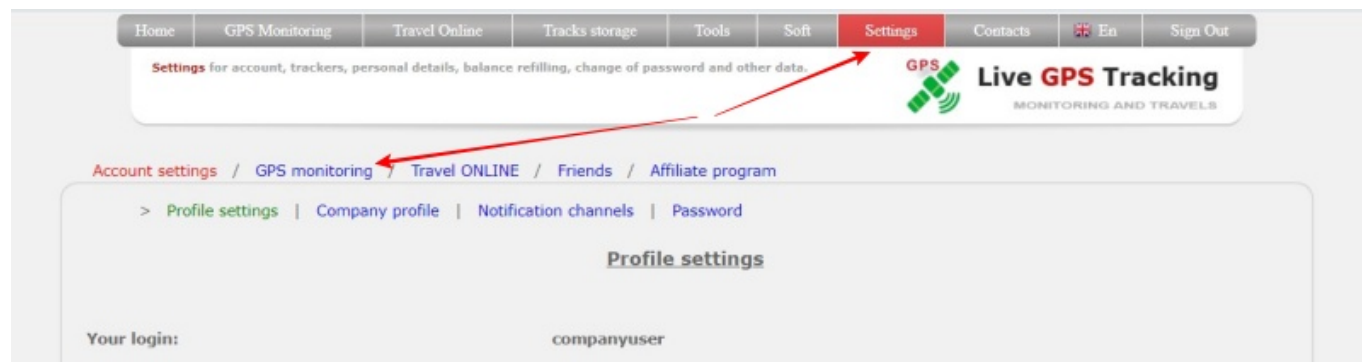 Home GPS Monitoring Travel Online Tracks storage Tools Soft Settings Contacts En Sign Out
Settings for account, trackers, personal details, balance refilling, change of password and other data.
GPS
Live GPS Tracking
MONITORING AND TRAVELS
Account settings / GPS monitoring / Travel ONLINE / Friends / Affiliate program
> Profile settings | Company profile | Notification channels | Password
Profile settings
Your login: companyuser